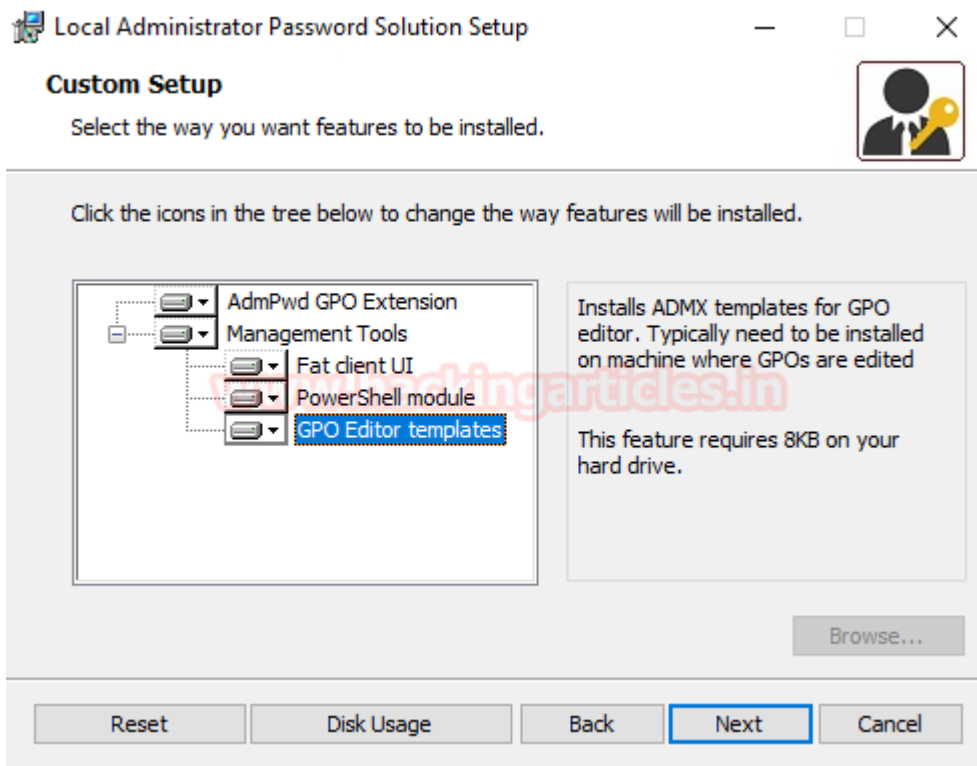 Local Administrator Password Solution Setup
Custom Setup
Select the way you want features to be installed.
Click the icons in the tree below to change the way features will be installed.
AdmPwd GPO Extension
Management Tools
Fat client UI
PowerShell module
GPO Editor templates
Installs ADMX templates for GPO
editor. Typically need to be installed
on machine where GPOs are edited
This feature requires 8KB on your
hard drive.
www.hackingarticles.in
Browse...
Reset
Disk Usage
Back
Next
Cancel